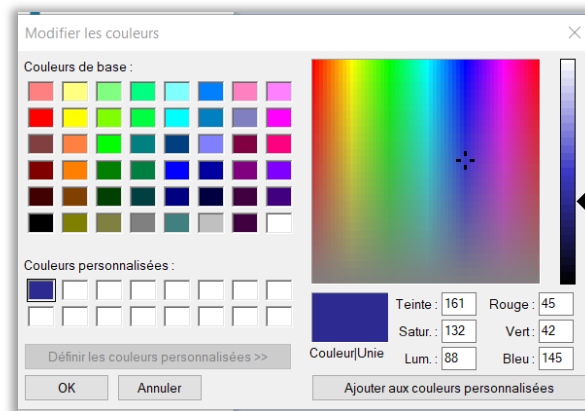 Modifier les couleurs
Couleurs de base :
Couleurs personnalisées :
Définir les couleurs personnalisées >>
OK Annuler
Teinte : 161 Rouge : 45
Satur. : 132 Vert : 42
Couleur|Unie Lum. : 88 Bleu : 145
Ajouter aux couleurs personnalisées